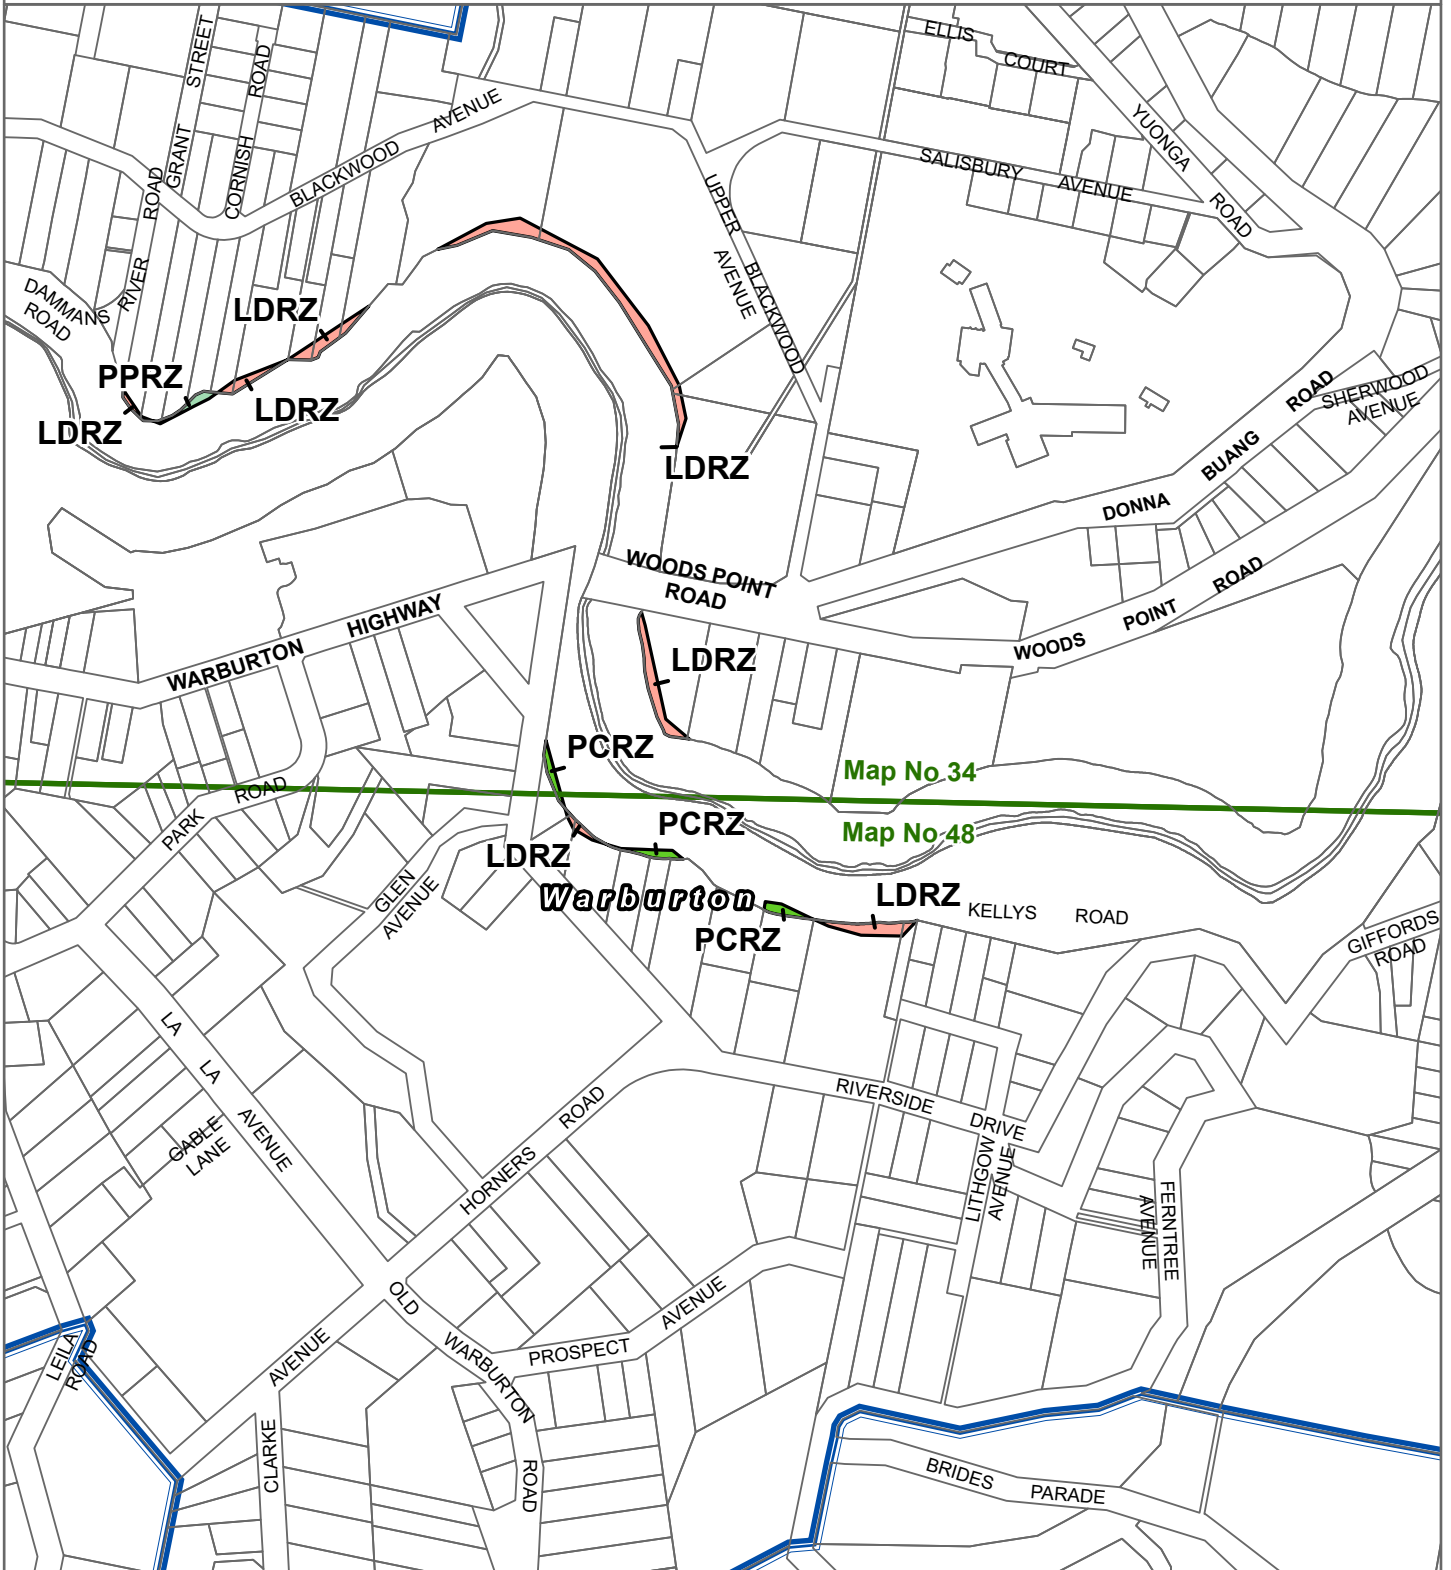 ELLIS
COURT
GRANT STREET
CORNISH ROAD
BLACKWOOD AVENUE
YUONGA ROAD
SALISBURY AVENUE
RIVER ROAD
UPPER
BLACKWOOD
AVENUE
DAMMANS
ROAD
LDRZ
PPRZ
LDRZ
LDRZ
LDRZ
DONNA BUANG ROAD
SHERWOOD
AVENUE
WOODS POINT
ROAD
WOODS POINT ROAD
WARBURTON HIGHWAY
LDRZ
PCRZ
Map No 34
PARK ROAD
PCRZ
Map No 48
LDRZ
GLEN
AVENUE
Warburton
LDRZ
PCRZ
KELLYS ROAD
GIFFORDS
ROAD
LA LA AVENUE
GABLE
LANE
HORNERS ROAD
RIVERSIDE DRIVE
LITHGOW
AVENUE
FERNTREE
AVENUE
OLD WARBURTON ROAD
PROSPECT AVENUE
LEILA
ROAD
AVENUE
CLARKE
BRIDES PARADE